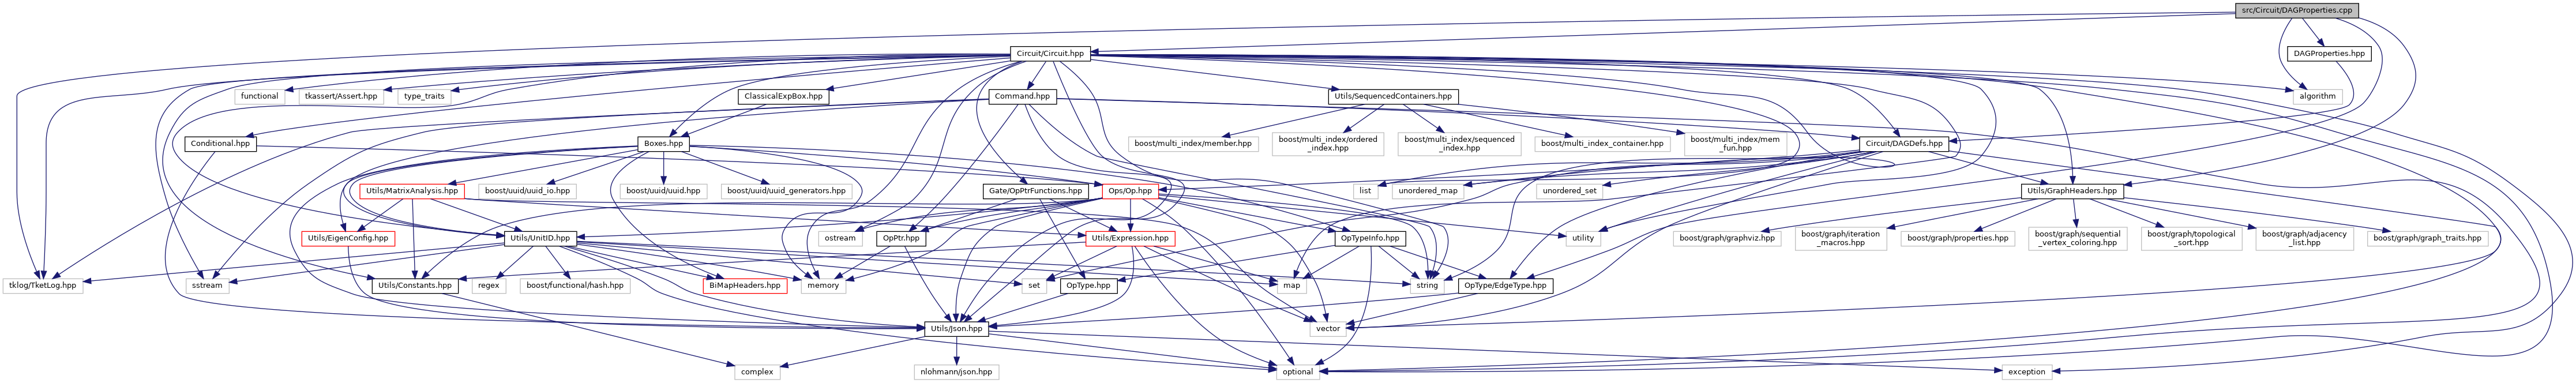 src/Circuit/DAGProperties.cpp
Circuit/Circuit.hpp
DAGProperties.hpp
functional
tkassert/Assert.hpp
type_traits
ClassicalExpBox.hpp
Command.hpp
Utils/SequencedContainers.hpp
algorithm
Conditional.hpp
Boxes.hpp
boost/multi_index/member.hpp
boost/multi_index/ordered
_index.hpp
boost/multi_index/sequenced
_index.hpp
boost/multi_index_container.hpp
boost/multi_index/mem
_fun.hpp
Circuit/DAGDefs.hpp
Utils/MatrixAnalysis.hpp
boost/uuid/uuid_io.hpp
boost/uuid/uuid.hpp
boost/uuid/uuid_generators.hpp
Gate/OpPtrFunctions.hpp
Ops/Op.hpp
list
unordered_map
unordered_set
Utils/GraphHeaders.hpp
Utils/EigenConfig.hpp
Utils/UnitID.hpp
ostream
OpPtr.hpp
Utils/Expression.hpp
OpTypeInfo.hpp
utility
boost/graph/graphviz.hpp
boost/graph/iteration
_macros.hpp
boost/graph/properties.hpp
boost/graph/sequential
_vertex_coloring.hpp
boost/graph/topological
_sort.hpp
boost/graph/adjacency
_list.hpp
boost/graph/graph_traits.hpp
tklog/TketLog.hpp
sstream
Utils/Constants.hpp
regex
boost/functional/hash.hpp
BiMapHeaders.hpp
memory
set
OpType.hpp
map
string
OpType/EdgeType.hpp
Utils/Json.hpp
vector
complex
nlohmann/json.hpp
optional
exception